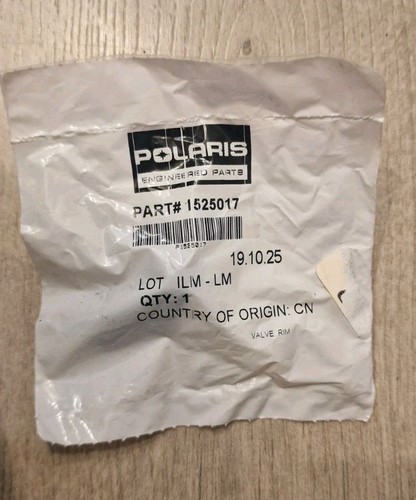 POLARIS
ENGINEERED PARTS
PART# 1525017
P1525017
19.10.25
LOT ILM - LM
QTY: 1
COUNTRY OF ORIGIN: CN
VALVE RIM